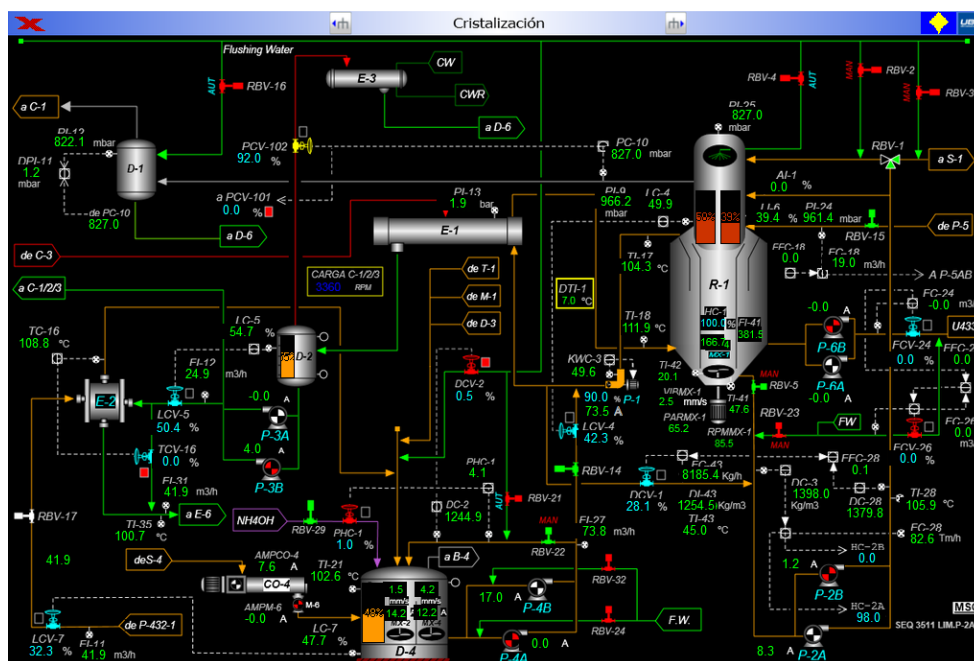 Cristalización
UBE
Flushing Water
AUT
RBV-16
E-3
CW
CWR
a D-6
RBV-4
AUT
MAN
RBV-2
MAN
RBV-3
a C-1
PI-12
822.1
mbar
DPI-11
1.2
mbar
D-1
de PC-10
827.0
a D-6
PCV-102
92.0 %
a PCV-101
0.0 %
PC-10
827.0 mbar
PI-25
827.0
mbar
RBV-1
a S-1
AI-1
0.0 %
PI-13
1.9 bar
E-1
PI-9
966.2
mbar
LC-4
49.9
60%
39%
LI-6
39.4 %
PI-24
961.4 mbar
RBV-15
de P-5
de C-3
a C-1/2/3
CARGA C-1/2/3
3360 RPM
de T-1
de M-1
de D-3
TI-17
104.3 °C
DTI-1
7.0 °C
R-1
FFC-18
0.0
FC-18
19.0 m3/h
A P-5AB
FC-24
-0.0 m3/h
TC-16
108.8
°C
LC-5
54.7
%
D-2
FI-12
24.9
m3/h
TI-18
111.9 °C
HC-1
100.0 %
FI-41
381.5
166.7
MX-1
-0.0 A
P-6B
U433
FCV-24
0.0 %
KWC-3
49.6
TI-42
20.1
E-2
-0.0 A
P-3A
DCV-2
0.5 %
90.0 %
73.5 A
P-1
VIBMX-1
2.5 mm/s
PARMX-1
65.2
TI-41
47.6
RPMMX-1
85.5
MAN
RBV-5
P-6A
-0.0 A
LCV-5
50.4 %
TCV-16
0.0 %
4.0
A
P-3B
LCV-4
42.3 %
RBV-23
MAN
FW
FCV-26
0.0 %
PHC-1
4.1
RBV-14
FC-43
8185.4 Kg/h
FFC-28
0.1
FI-31
41.9 m3/h
DCV-1
28.1 %
DI-43
1254.5 Kg/m3
DC-3
1398.0
Kg/m3
DC-28
1379.8
TI-28
105.9 °C
RBV-17
TI-35
100.7 °C
a E-6
NH4OH
RBV-29
PHC-1
1.0 %
DC-2
1244.9
AUT
RBV-21
MAN
RBV-22
FI-27
73.8 m3/h
TI-43
45.0 °C
FC-28
82.6
Tm/h
41.9
deS-4
AMPCO-4
7.6 A
TI-21
102.6
°C
a B-4
HC-2B
0.0
1.2
A
CO-4
M-6
AMPM-6
-0.0 A
1.5
mm/s
14.2
MX-2
4.2
mm/s
12.2 A
48%
17.0 A
P-4B
RBV-32
P-2B
HC-2A
98.0
de P-432-1
LC-7
47.7 %
RBV-24
F.W.
SEQ 3511 LIM.P-2A
LCV-7
32.3 %
FI-11
41.9 m3/h
D-4
P-4A
0.0 A
8.3 A
P-2A